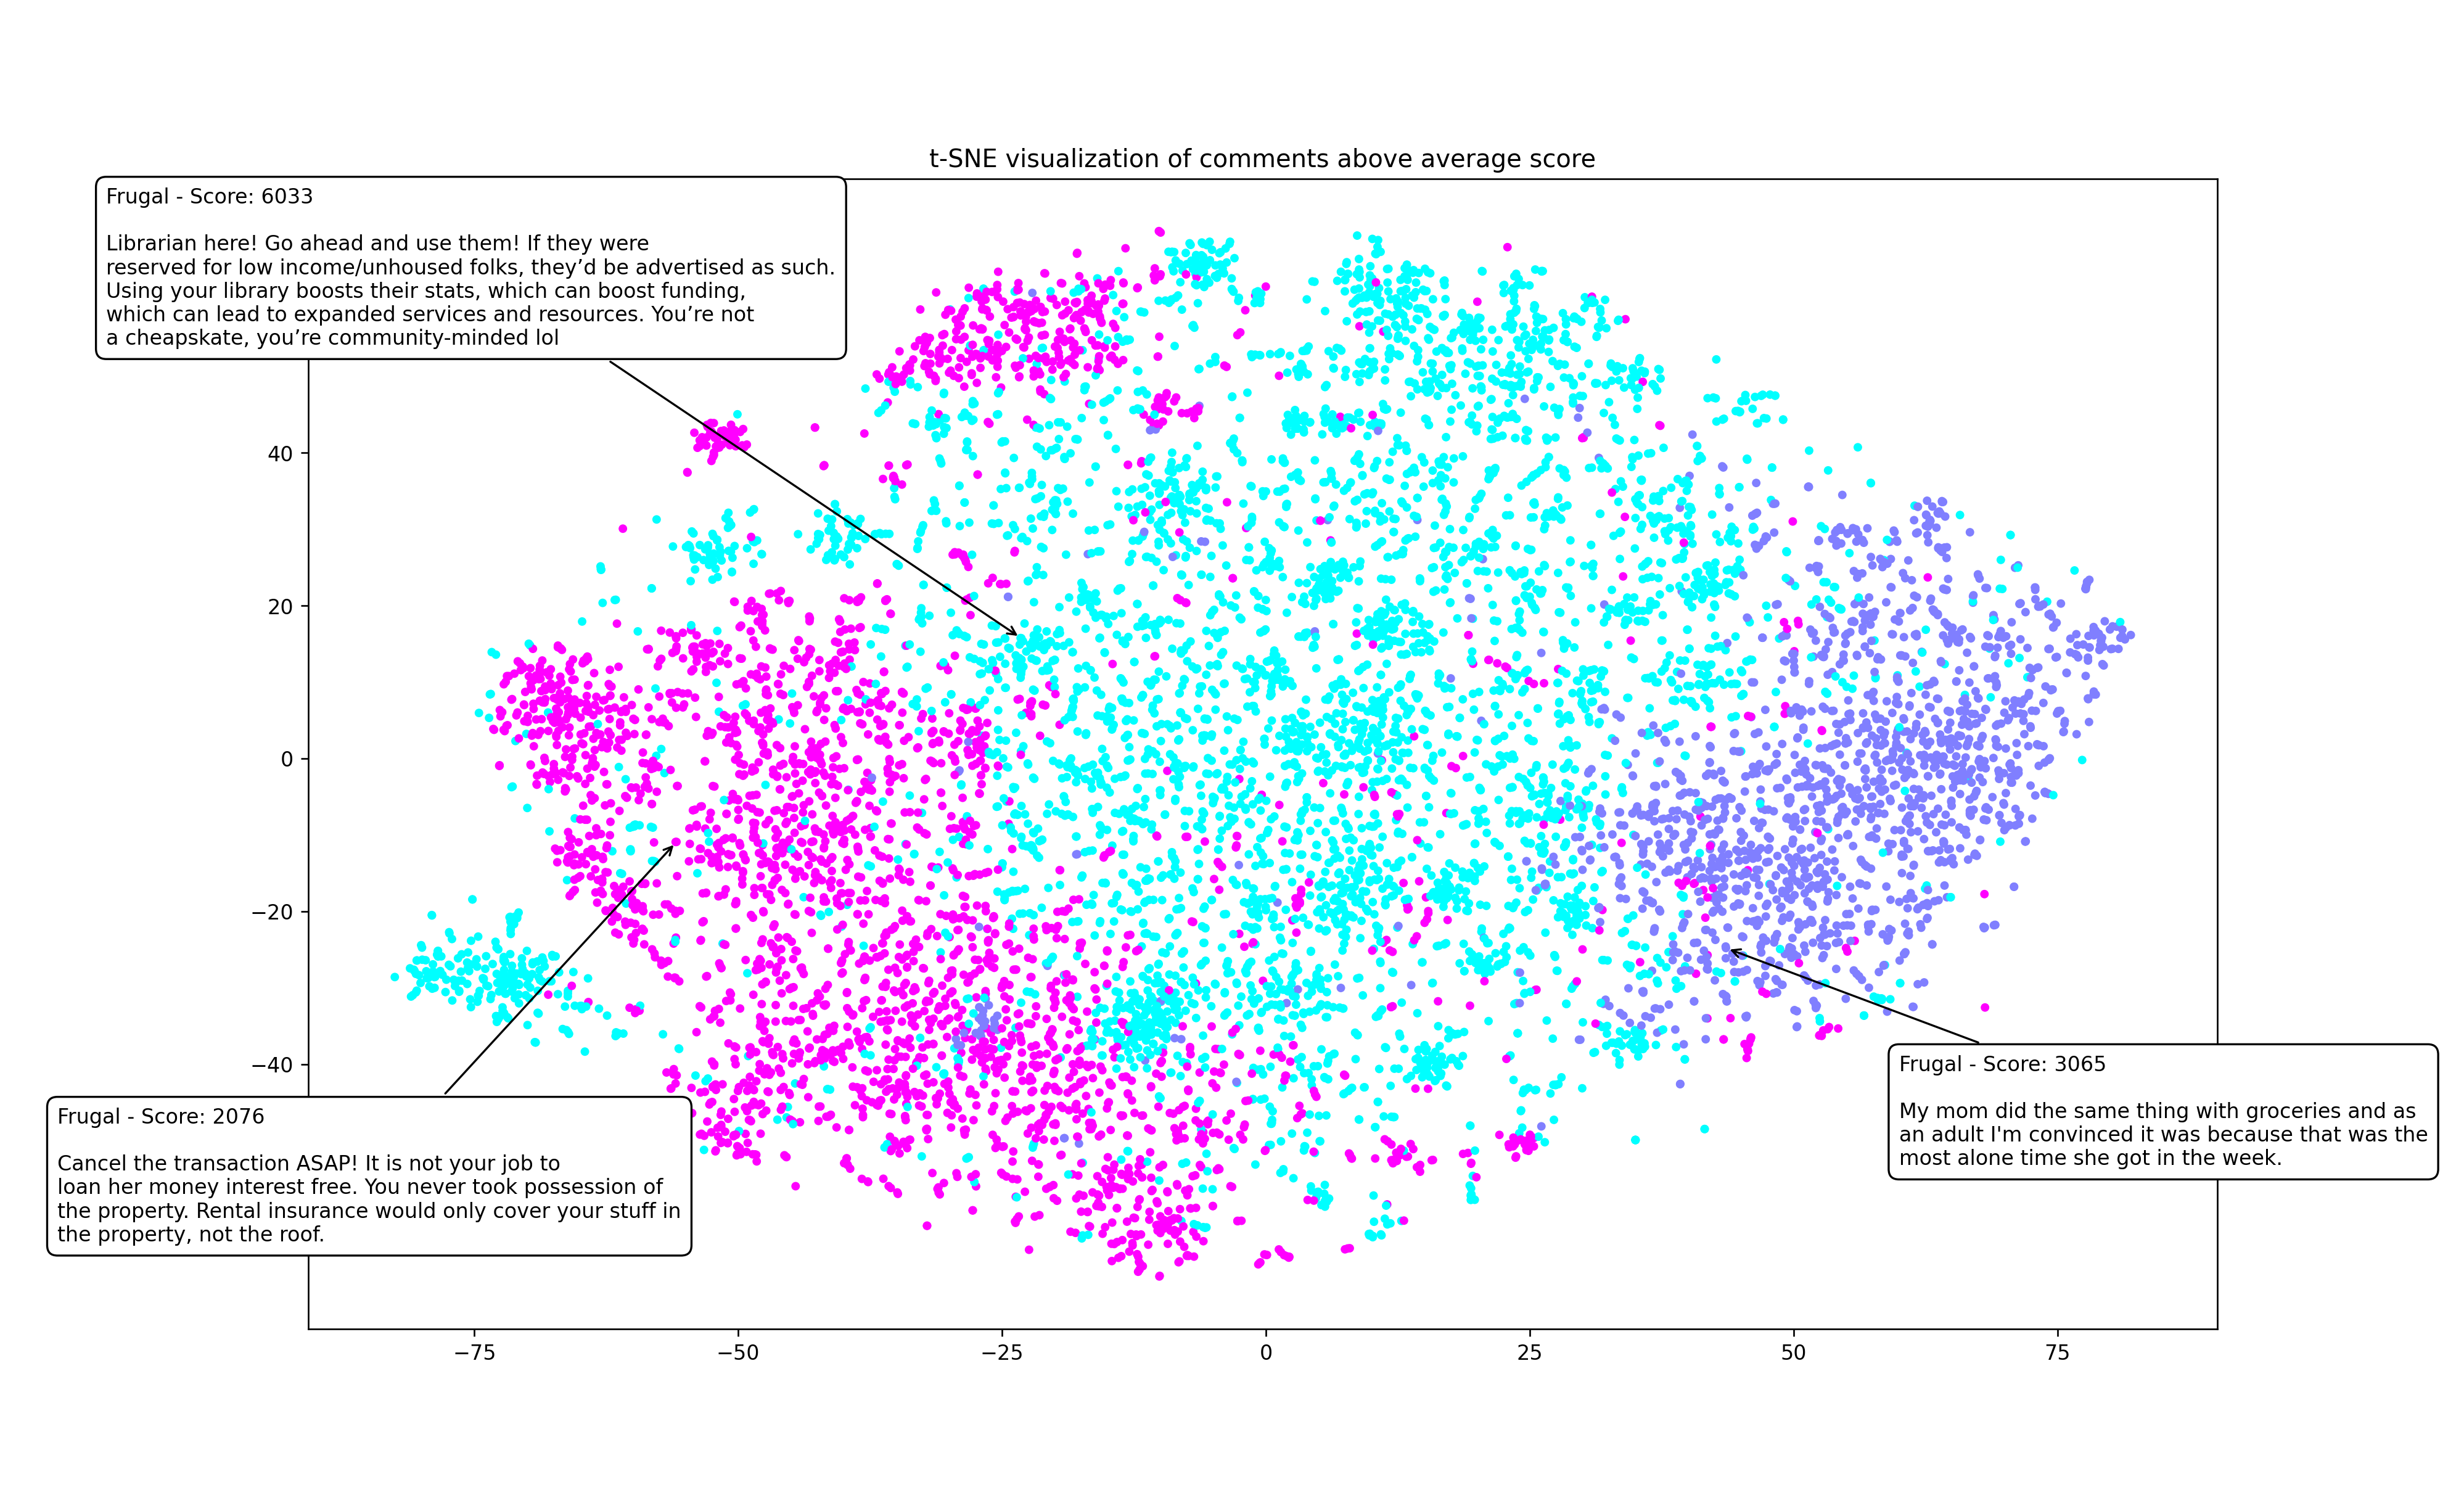 t-SNE visualization of comments above average score
Frugal - Score: 6033
Librarian here! Go ahead and use them! If they were
reserved for low income/unhoused folks, they’d be advertised as such.
Using your library boosts their stats, which can boost funding,
which can lead to expanded services and resources. You’re not
a cheapskate, you’re community-minded lol
40
20
0
−20
−40
Frugal - Score: 3065
My mom did the same thing with groceries and as
an adult I'm convinced it was because that was the
most alone time she got in the week.
Frugal - Score: 2076
Cancel the transaction ASAP! It is not your job to
loan her money interest free. You never took possession of
the property. Rental insurance would only cover your stuff in
the property, not the roof.
−75 −50 −25 0 25 50 75